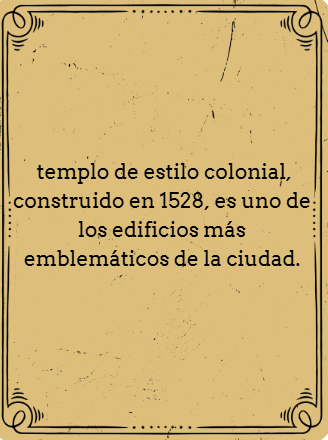 templo de estilo colonial,
construido en 1528, es uno de
los edificios más
emblemáticos de la ciudad.